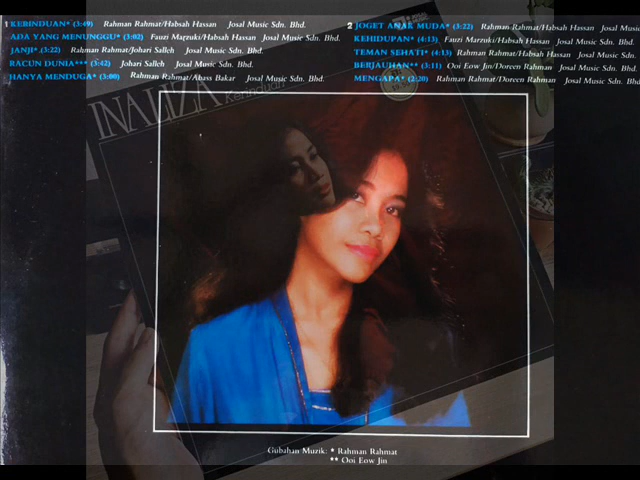 1 KERINDUAN* (3:49) Rahman Rahmat/Habsah Hassan Josal Music Sdn. Bhd.
ADA YANG MENUNGGU* (3:02) Fauzi Marzuki/Habsah Hassan Josal Music Sdn. Bhd.
JANJI*.(3:22) Rahman Rahmat/Johari Salleh Josal Music Sdn. Bhd.
RACUN DUNIA*** (3:42) Johari Salleh Josal Music Sdn. Bhd.
HANYA MENDUGA* (3:00) Rahman Rahmat/Abass Bakar Josal Music Sdn. Bhd.
2 JOGET ANAK MUDA* (3:22) Rahman Rahmat/Habsah Hassan Josal Music
KEHIDUPAN* (4:13) Fauzi Marzuki/Habsah Hassan Josal Music Sdn. Bhd.
TEMAN SEHATI* (4:13) Rahman Rahmat/Habsah Hassan Josal Music Sdn.
BERJAUHAN** (3:11) Ooi Eow Jin/Doreen Rahman Josal Music Sdn. Bhd.
MENGAPA* (2:20) Rahman Rahmat/Doreen Rahman Josal Music Sdn. Bhd
INALIZA
Kerinduan
Gubahan Muzik: * Rahman Rahmat
** Ooi Eow Jin